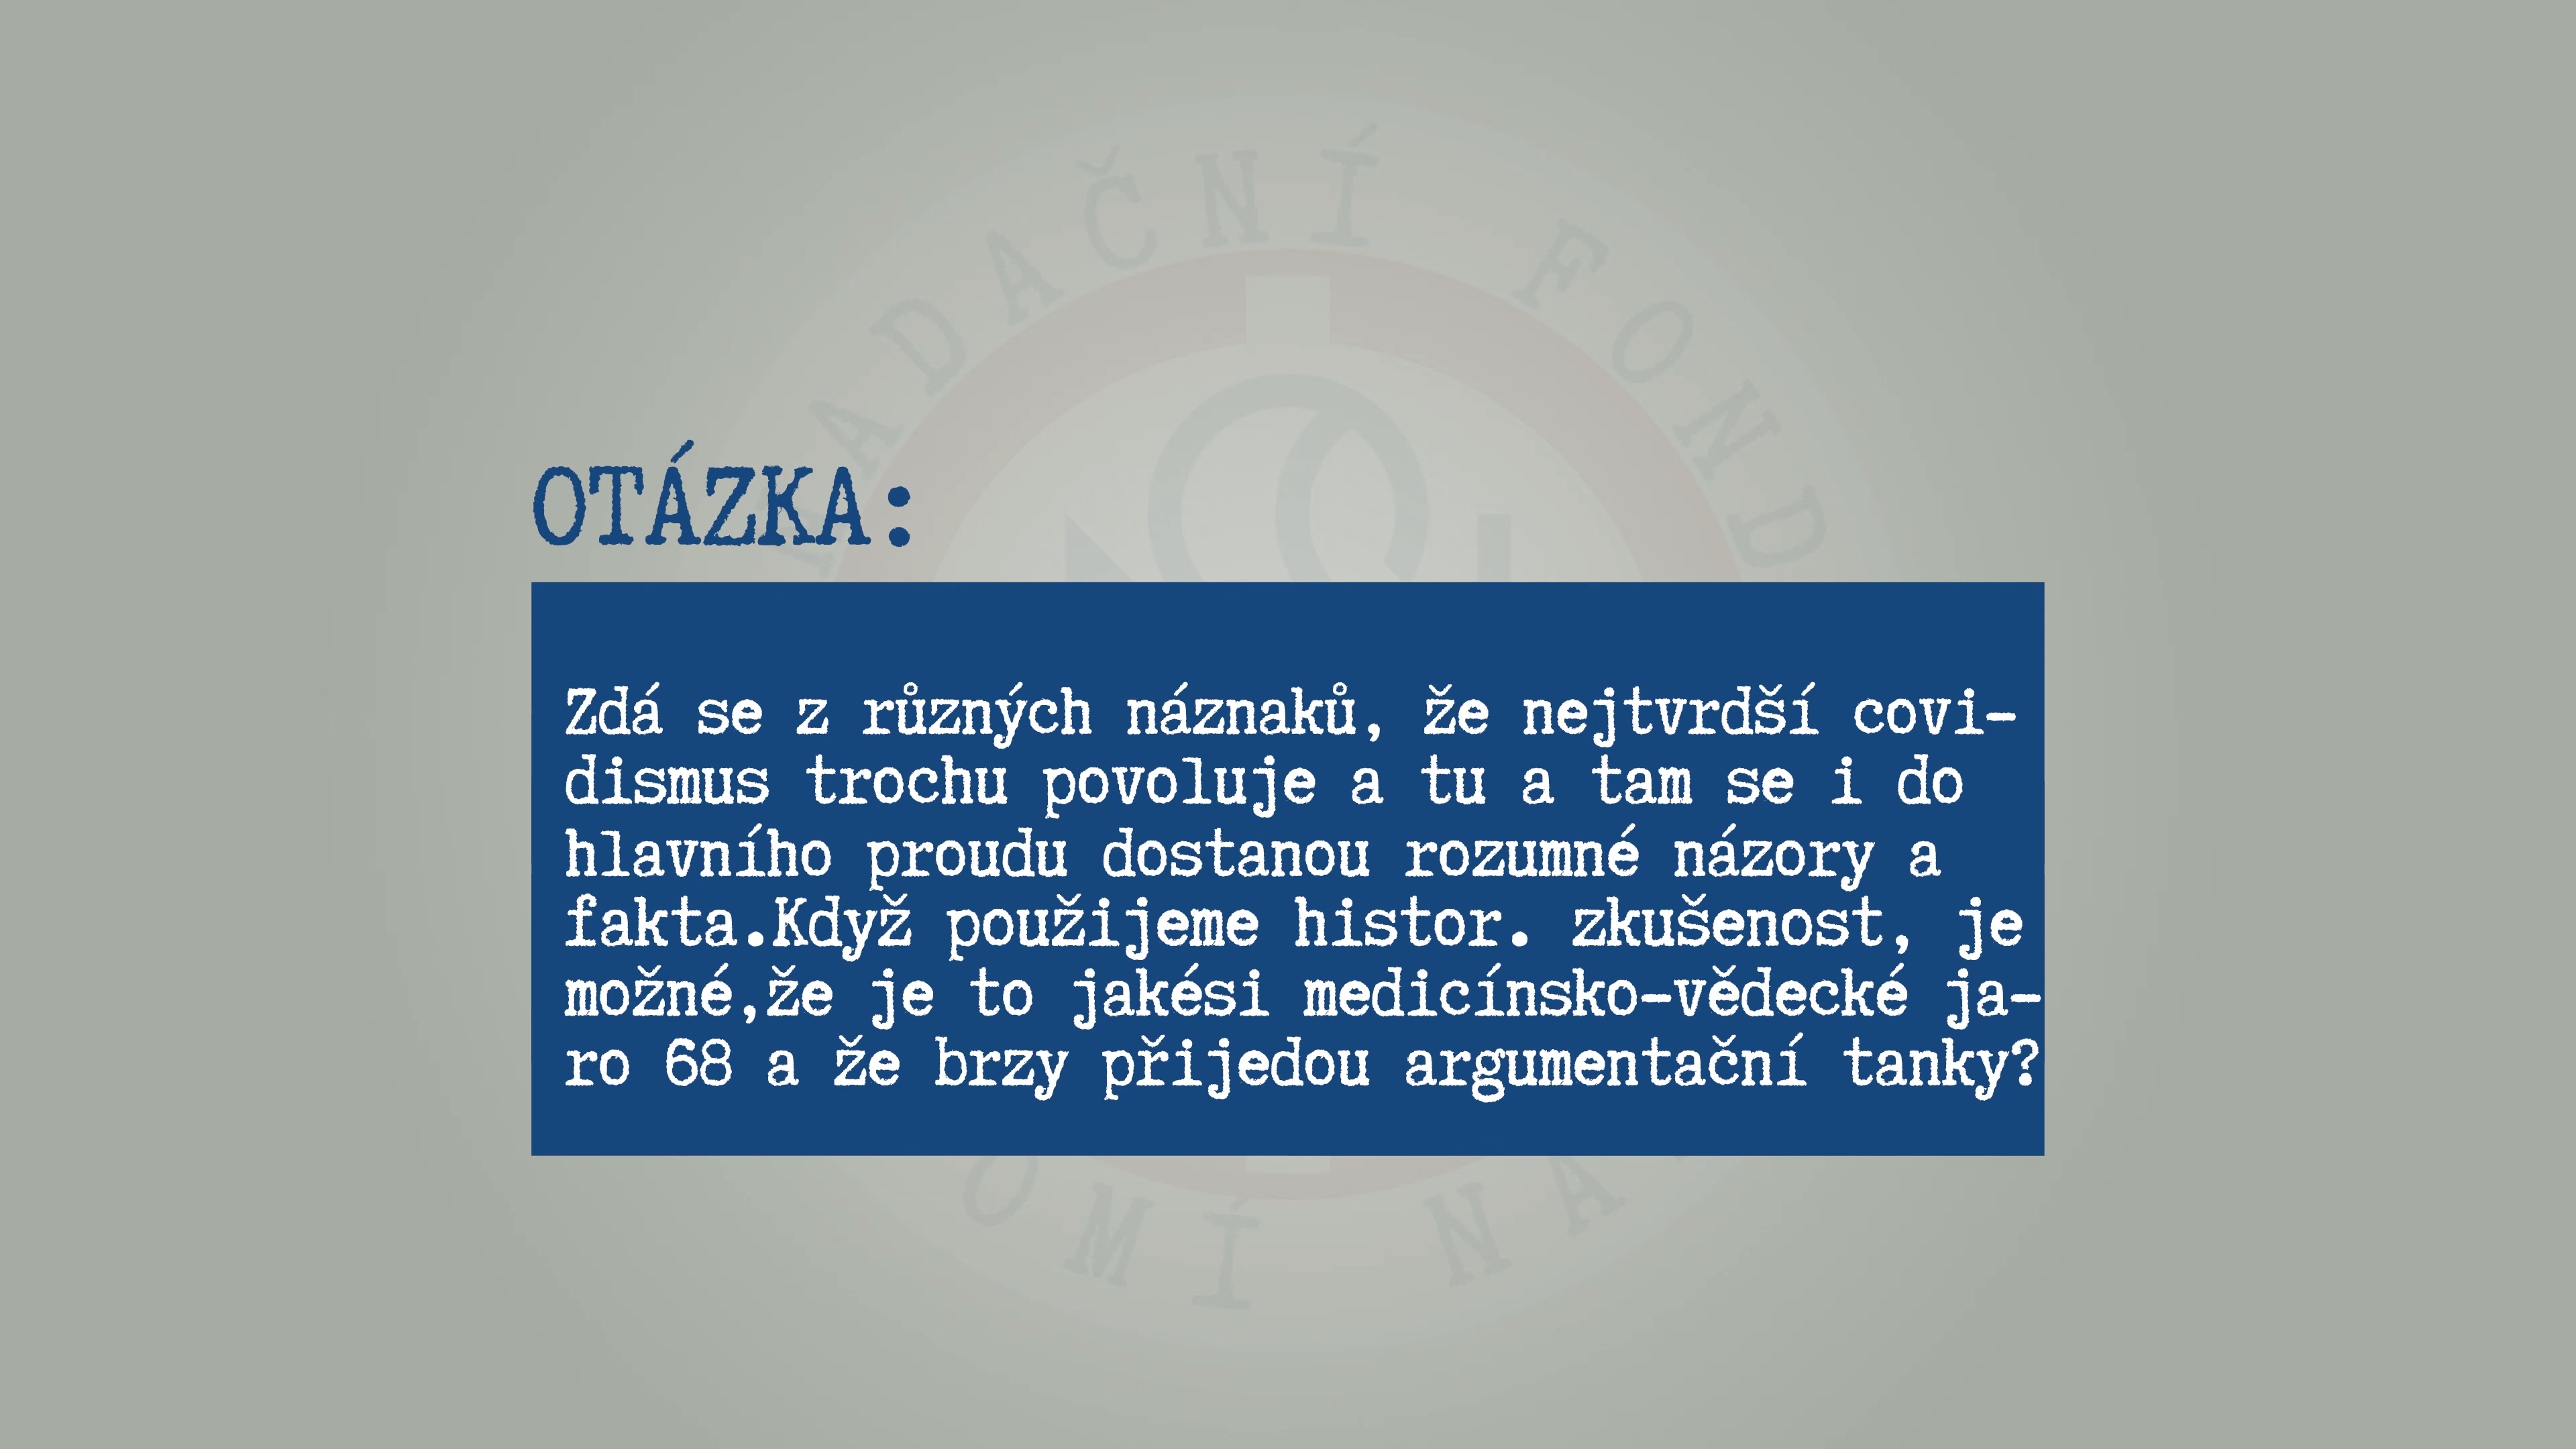 NADAČNÍ FOND
OTÁZKA:
Zdá se z různých náznaků, že nejtvrdší covi-
dismus trochu povoluje a tu a tam se i do
hlavního proudu dostanou rozumné názory a
fakta.Když použijeme histor. zkušenost, je
možné,že je to jakési medicínsko-vědecké ja-
ro 68 a že brzy přijedou argumentační tanky?